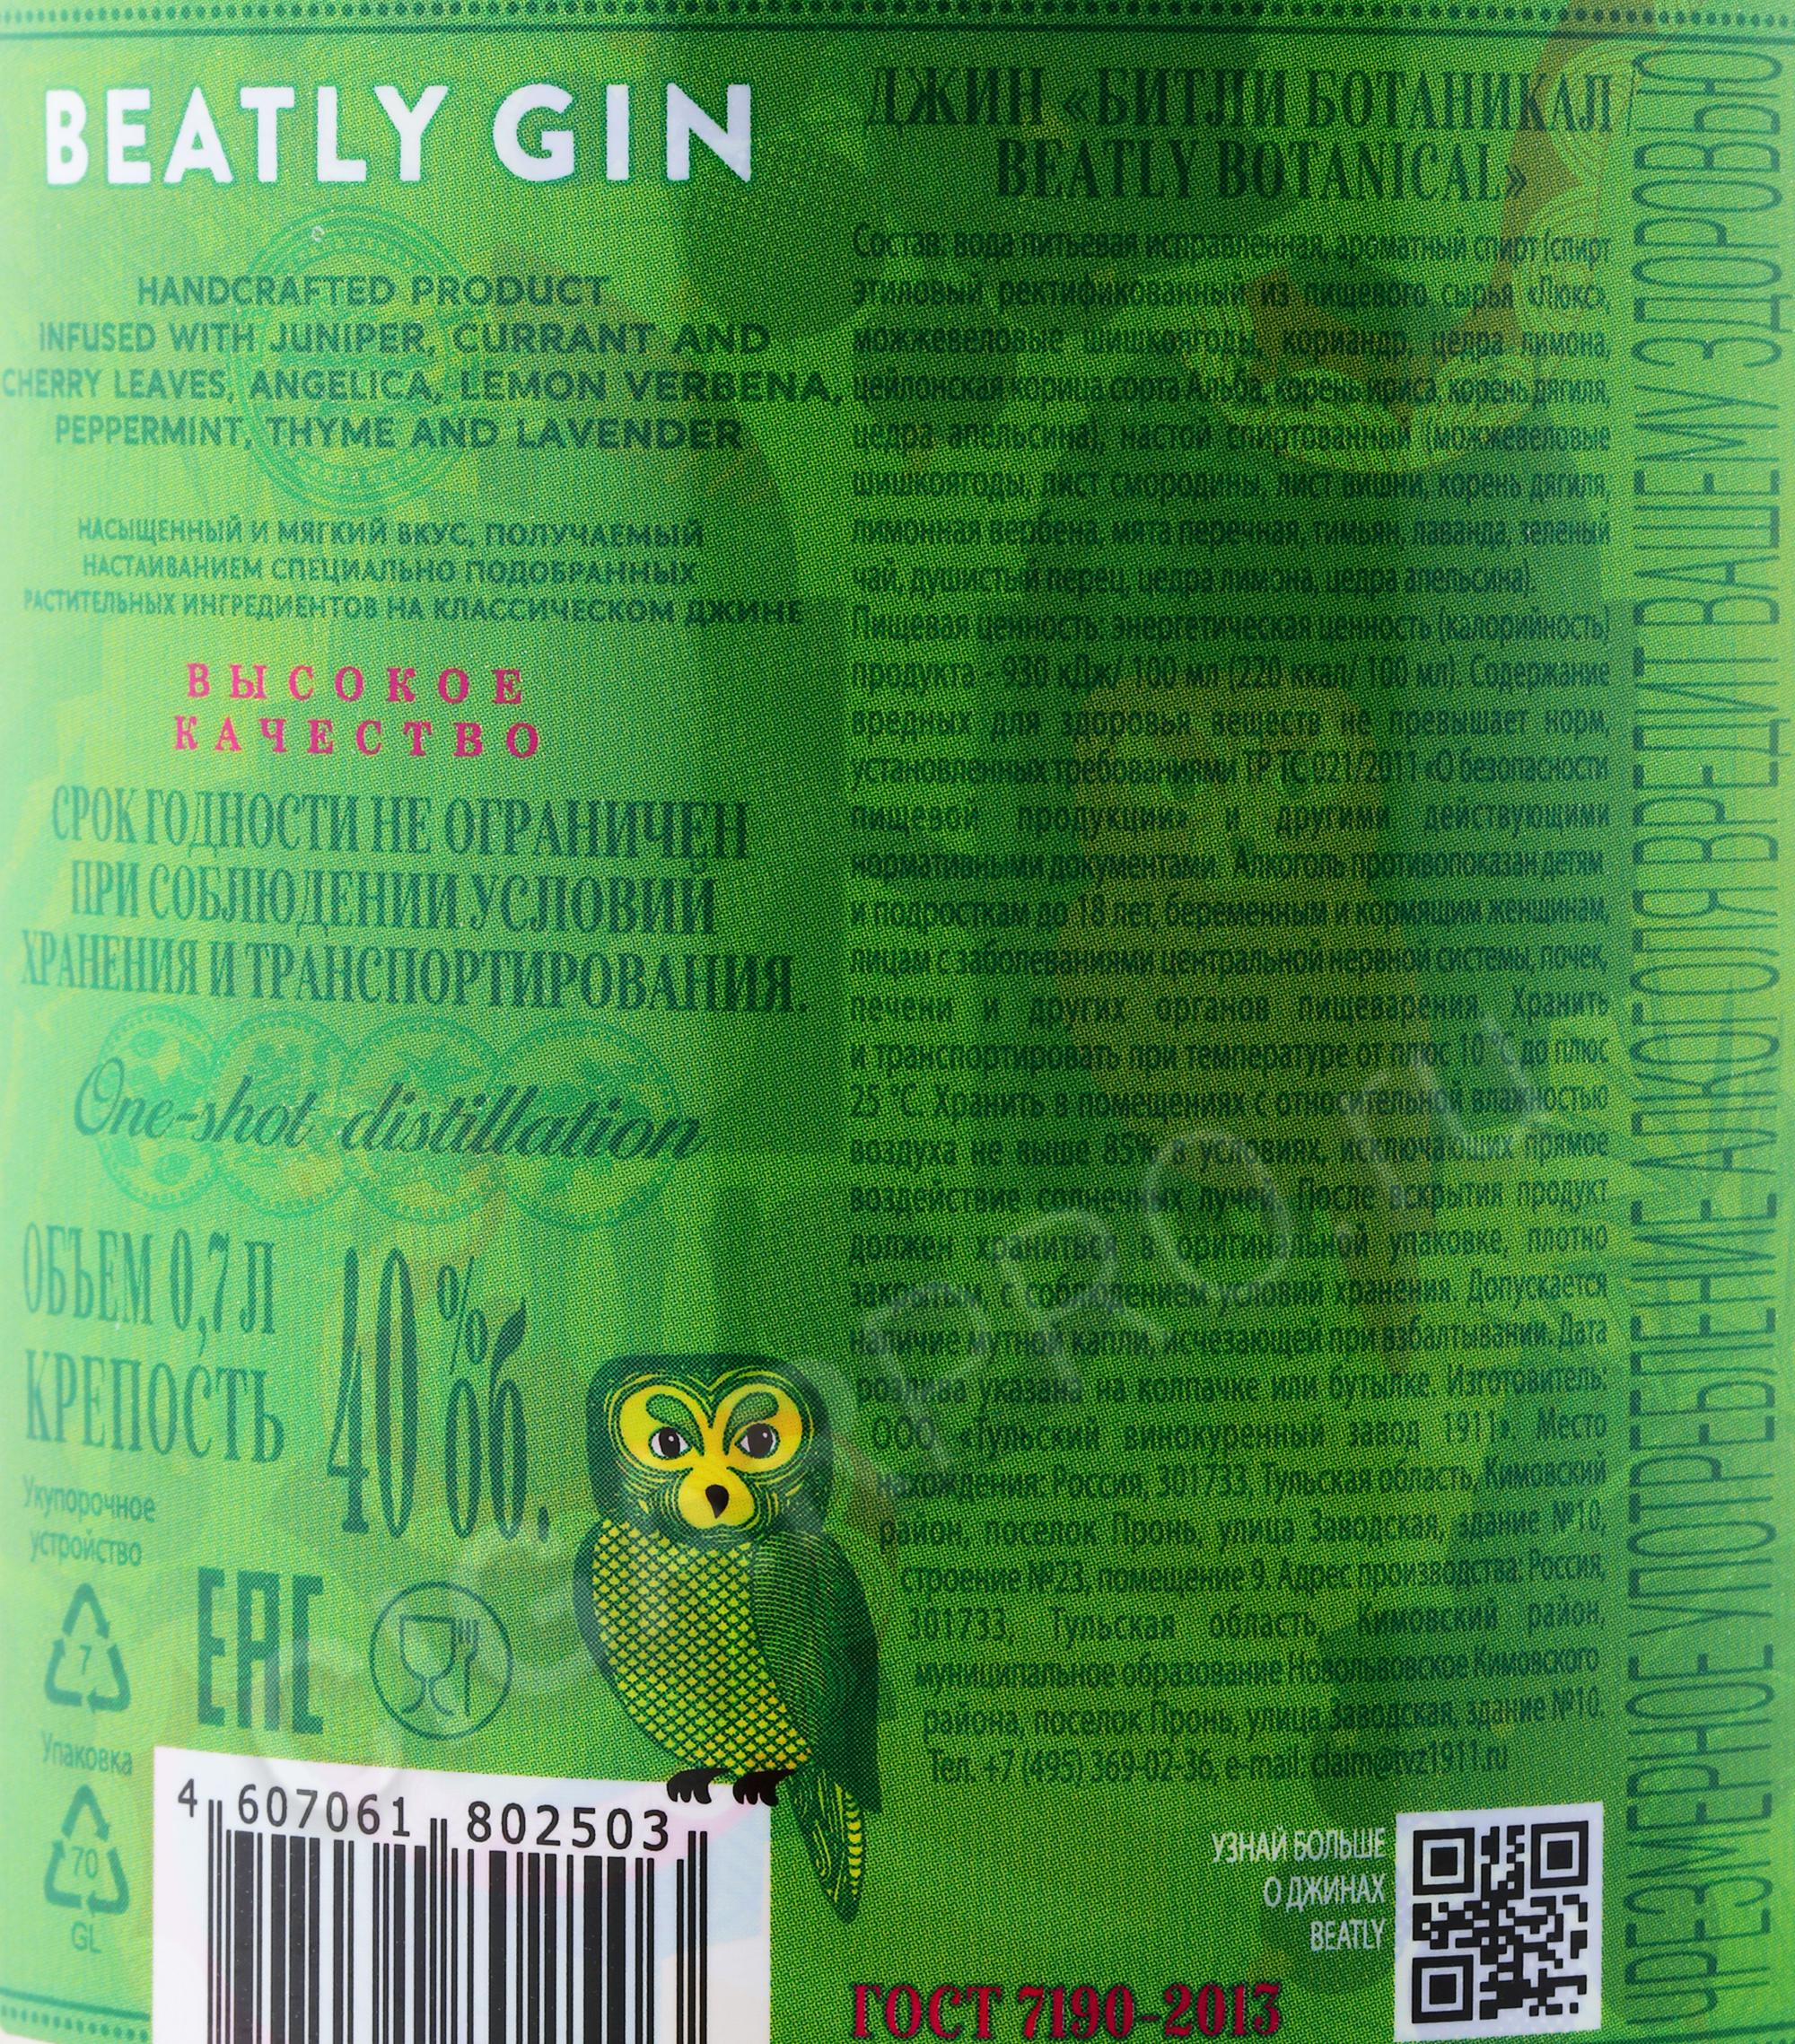 BEATLY GIN
HANDCRAFTED PRODUCT
INFUSED WITH JUNIPER, CURRANT AND
CHERRY LEAVES, ANGELICA, LEMON VERBENA,
PEPPERMINT, THYME AND LAVENDER
НАСЫЩЕННЫЙ И МЯГКИЙ ВКУС, ПОЛУЧАЕМЫЙ
НАСТАИВАНИЕМ СПЕЦИАЛЬНО ПОДОБРАННЫХ
РАСТИТЕЛЬНЫХ ИНГРЕДИЕНТОВ НА КЛАССИЧЕСКОМ ДЖИНЕ
ВЫСОКОЕ
КАЧЕСТВО
СРОК ГОДНОСТИ НЕ ОГРАНИЧЕН
ПРИ СОБЛЮДЕНИИ УСЛОВИЙ
ХРАНЕНИЯ И ТРАНСПОРТИРОВАНИЯ.
One-shot distillation
ОБЪЕМ 0,7 Л
КРЕПОСТЬ
40%об.
Укупорочное
устройство
7
EAC
Упаковка
70
GL
4 607061 802503
ДЖИН «БИТЛИ БОТАНИКАЛ /
BEATLY BOTANICAL»
Состав: вода питьевая исправленная, ароматный спирт (спирт
этиловый ректификованный из пищевого сырья «Люкс»,
можжевеловые шишкоягоды, кориандр, цедра лимона,
цейлонская корица сорта Альба, корень ириса, корень дягиля,
цедра апельсина), настой спиртованный (можжевеловые
шишкоягоды, лист смородины, лист вишни, корень дягиля,
лимонная вербена, мята перечная, тимьян, лаванда, зеленый
чай, душистый перец, цедра лимона, цедра апельсина).
Пищевая ценность: энергетическая ценность (калорийность)
продукта - 930 кДж/ 100 мл (220 ккал/ 100 мл). Содержание
вредных для здоровья веществ не превышает норм,
установленных требованиями ТР ТС 021/2011 «О безопасности
пищевой продукции» и другими действующими
нормативными документами. Алкоголь противопоказан детям
и подросткам до 18 лет, беременным и кормящим женщинам,
лицам с заболеваниями центральной нервной системы, почек,
печени и других органов пищеварения. Хранить
и транспортировать при температуре от плюс 10 °С до плюс
25 °С. Хранить в помещениях с относительной влажностью
воздуха не выше 85% в условиях, исключающих прямое
воздействие солнечных лучей. После вскрытия продукт
должен храниться в оригинальной упаковке, плотно
закрытым, с соблюдением условий хранения. Допускается
наличие мутной капли, исчезающей при взбалтывании. Дата
розлива указана на колпачке или бутылке. Изготовитель:
ООО «Тульский винокуренный завод 1911». Место
нахождения: Россия, 301733, Тульская область, Кимовский
район, поселок Пронь, улица Заводская, здание №10,
строение №23, помещение 9. Адрес производства: Россия,
301733, Тульская область, Кимовский район,
муниципальное образование Новольвовское Кимовского
района, поселок Пронь, улица Заводская, здание №10.
Тел. +7 (495) 369-02-36, e-mail: claim@tvz1911.ru
УЗНАЙ БОЛЬШЕ
О ДЖИНАХ
BEATLY
ГОСТ 7190-2013
ЧРЕЗМЕРНОЕ УПОТРЕБЛЕНИЕ АЛКОГОЛЯ ВРЕДИТ ВАШЕМУ ЗДОРОВЬЮ